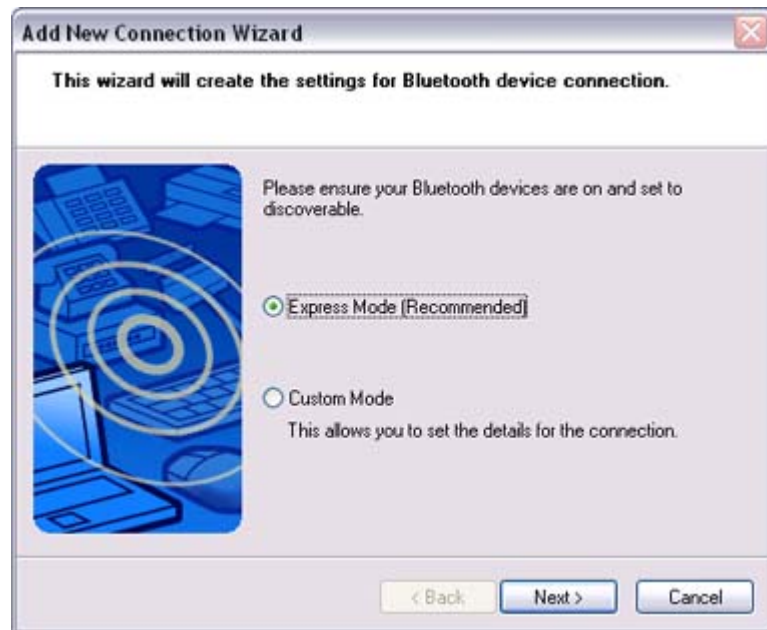 Add New Connection Wizard
This wizard will create the settings for Bluetooth device connection.
Please ensure your Bluetooth devices are on and set to
discoverable.
Express Mode (Recommended)
Custom Mode
This allows you to set the details for the connection.
< Back
Next >
Cancel